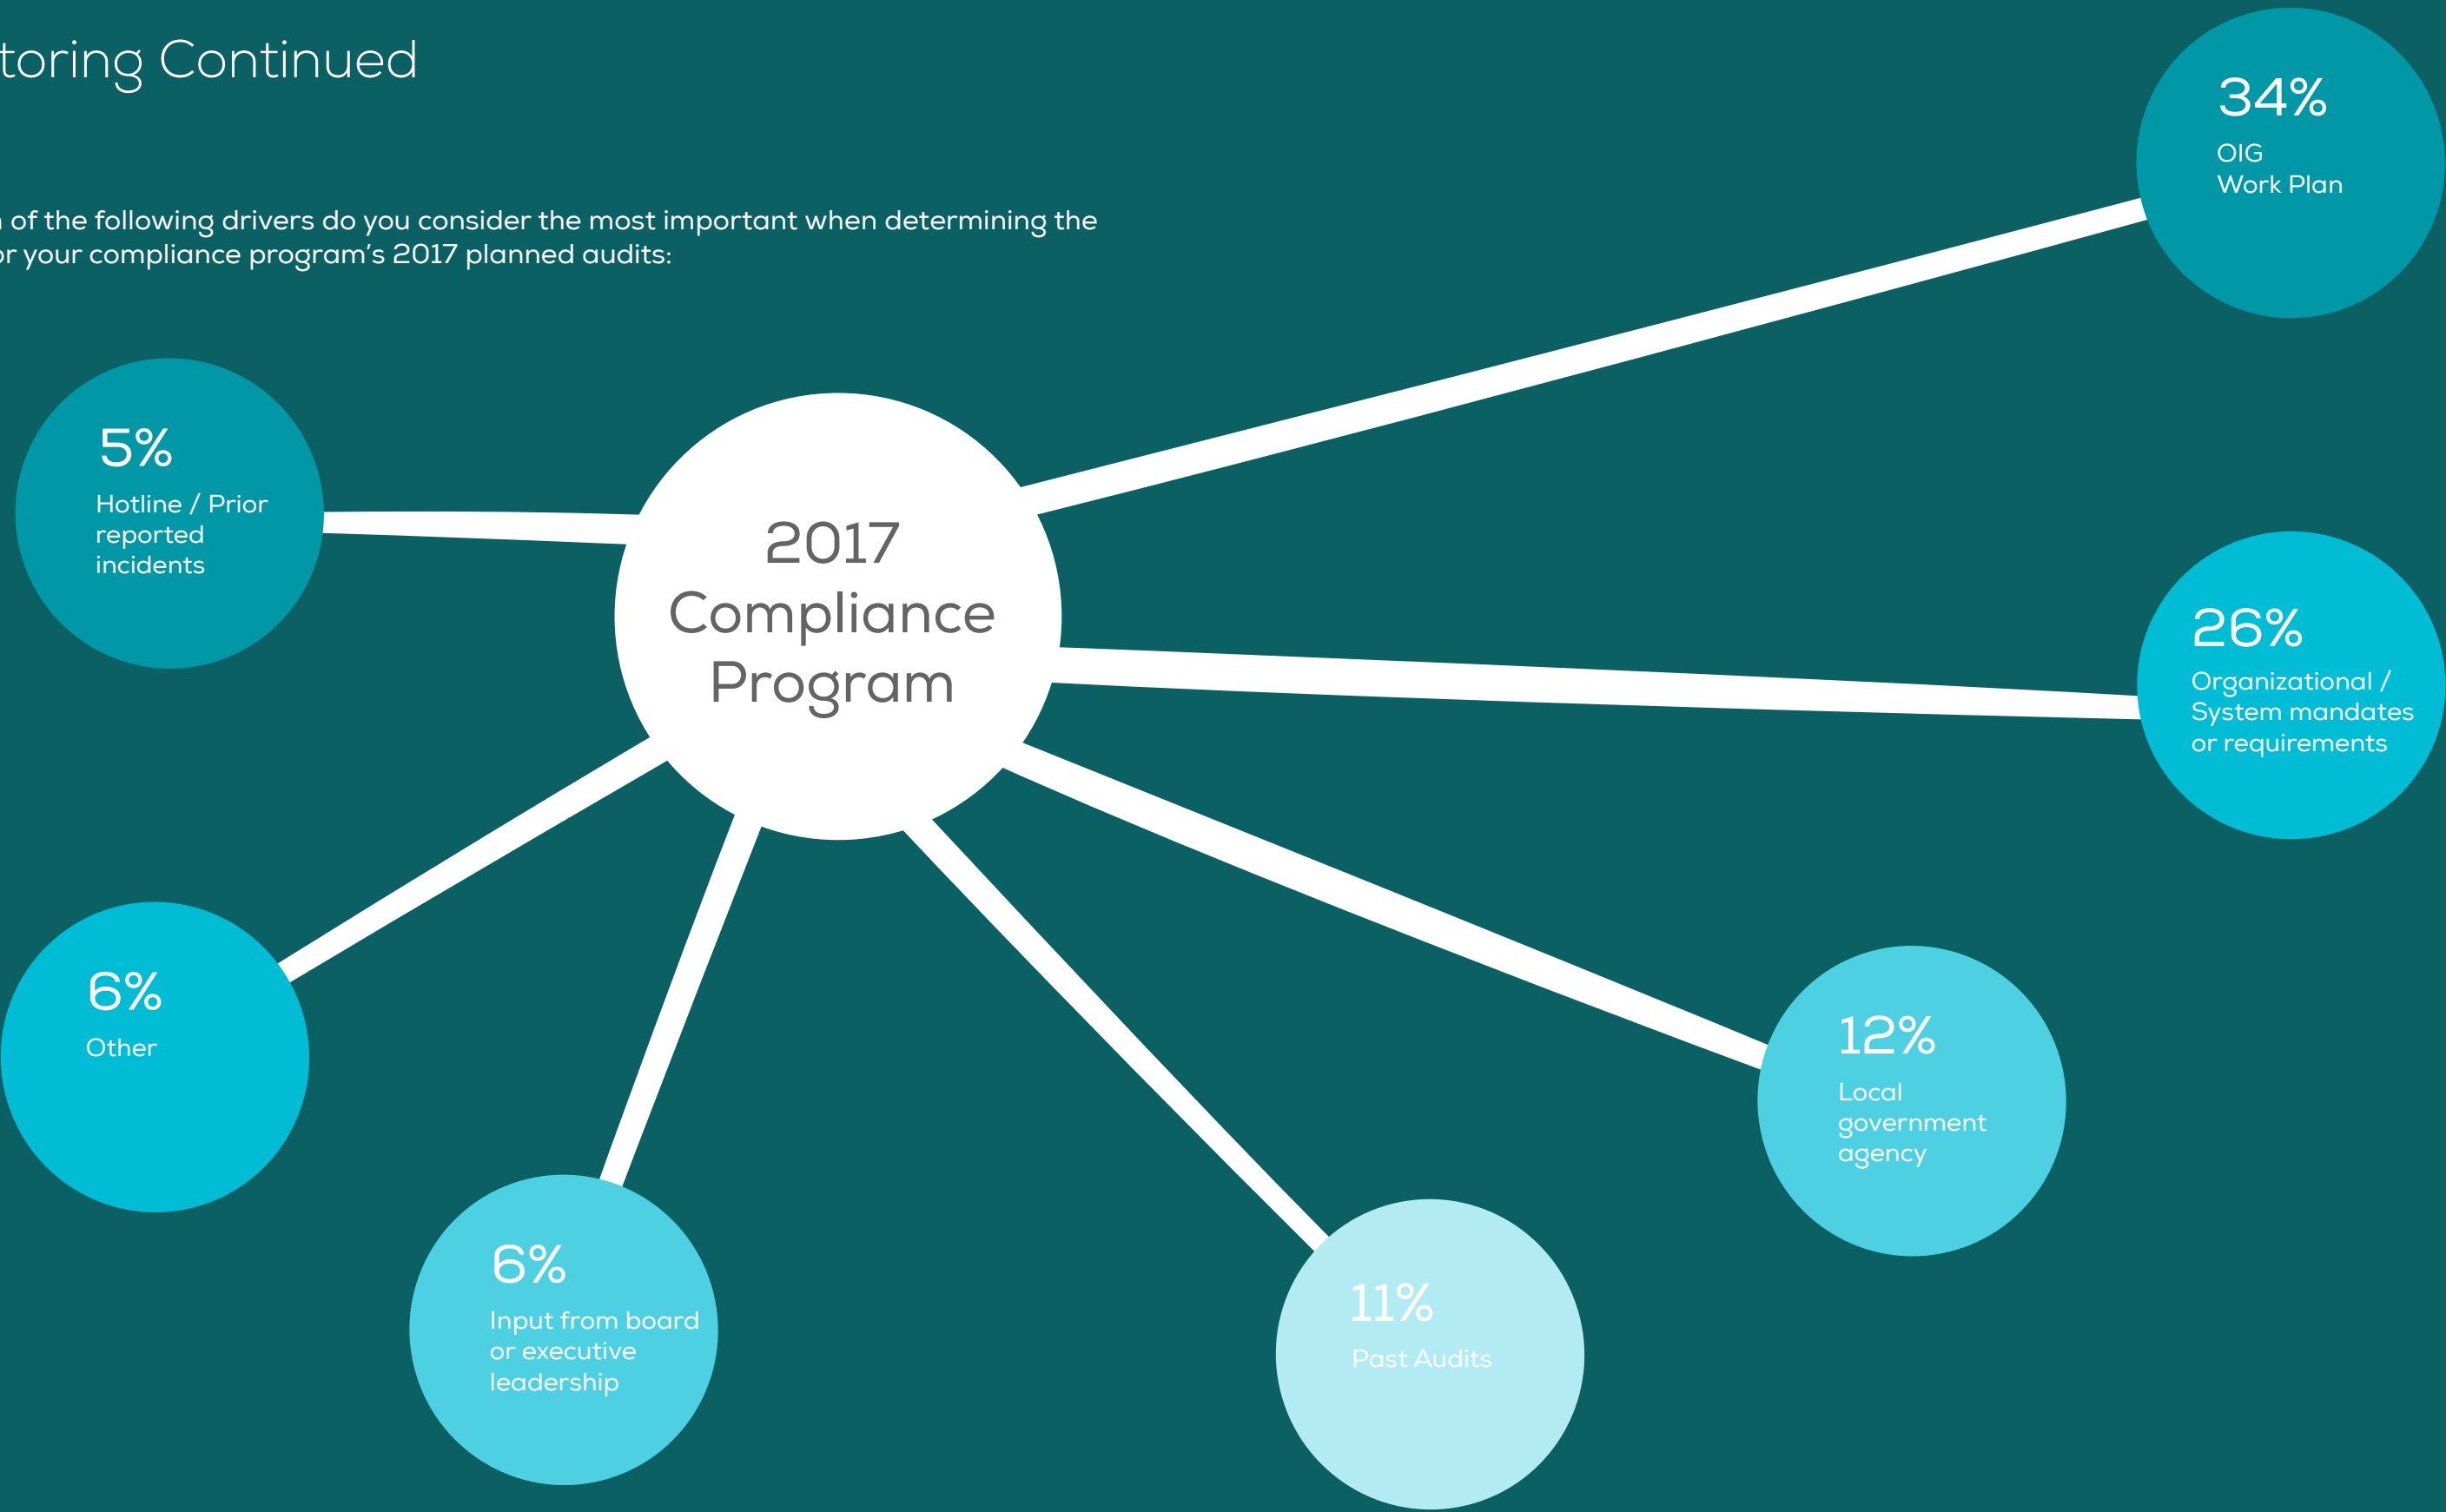 toring Continued
of the following drivers do you consider the most important when determining the
your compliance program's 2017 planned audits:
34%
OIG
Work Plan
5%
Hotline / Prior
reported
incidents
2017
Compliance
Program
26%
Organizational /
System mandates
or requirements
6%
Other
12%
Local
government
agency
6%
Input from board
or executive
leadership
11%
Past Audits